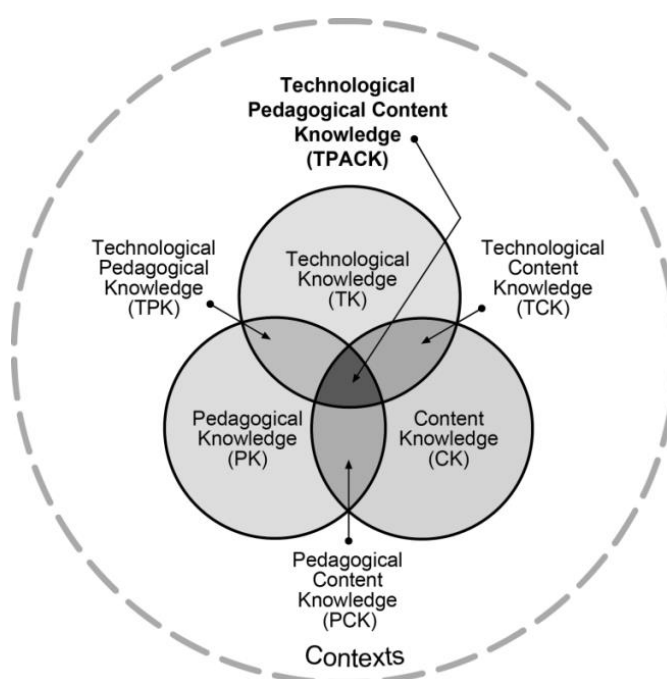 Technological
Pedagogical Content
Knowledge
(TPACK)
Technological
Pedagogical
Knowledge
(TPK)
Technological
Knowledge
(TK)
Technological
Content
Knowledge
(TCK)
Pedagogical
Knowledge
(PK)
Content
Knowledge
(CK)
Pedagogical
Content
Knowledge
(PCK)
Contexts